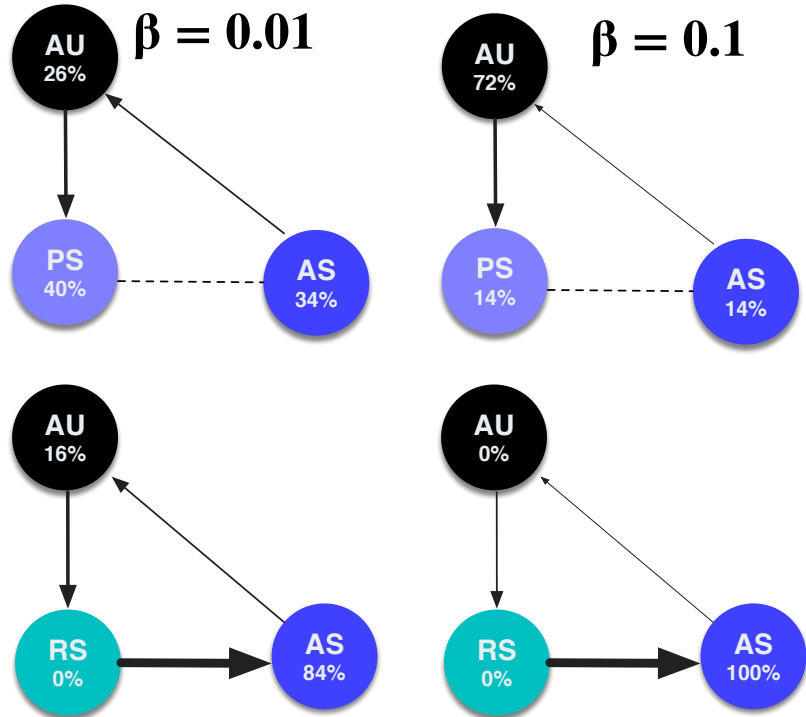 β = 0.01
β = 0.1
AU
26%
AU
72%
PS
40%
AS
34%
PS
14%
AS
14%
AU
16%
AU
0%
RS
0%
AS
84%
RS
0%
AS
100%